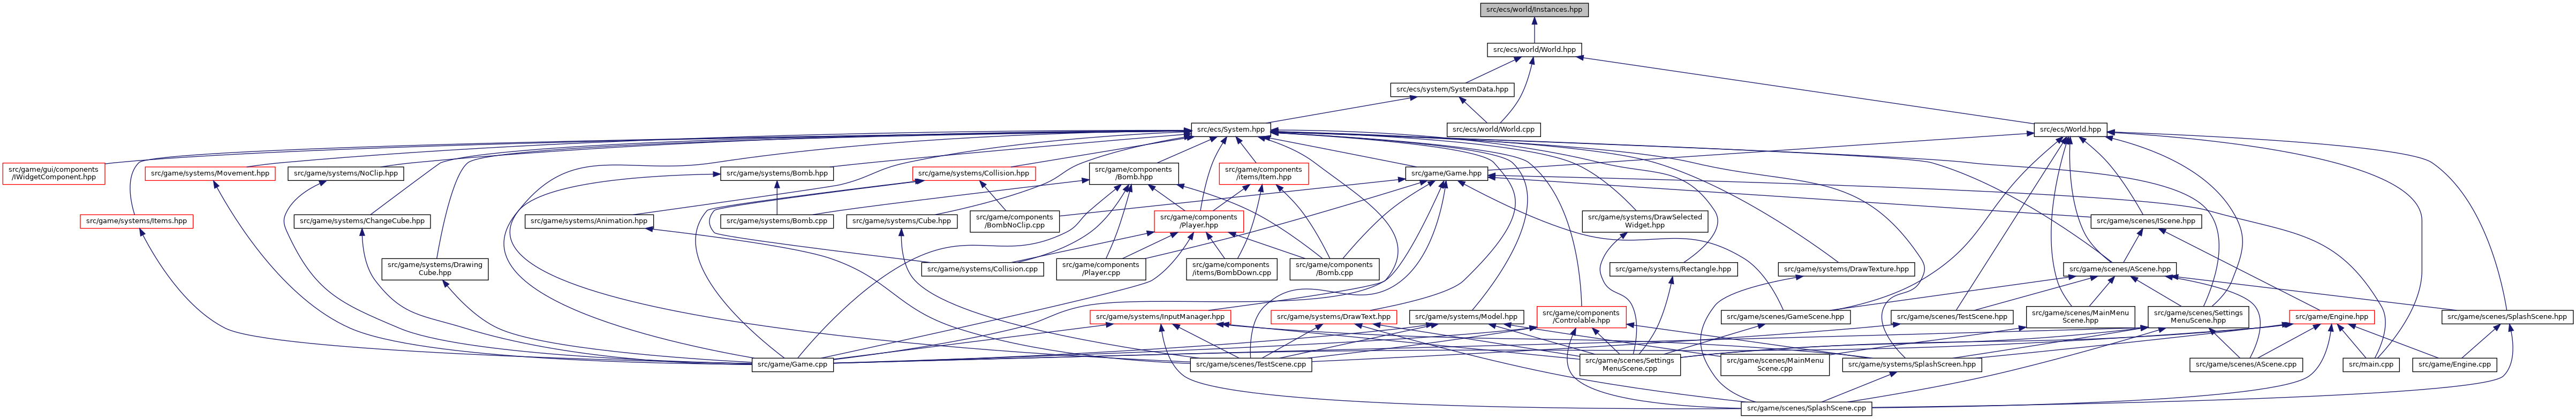 src/ecs/world/Instances.hpp
src/ecs/world/World.hpp
src/ecs/system/SystemData.hpp
src/ecs/System.hpp
src/ecs/world/World.cpp
src/ecs/World.hpp
src/game/gui/components
/IWidgetComponent.hpp
src/game/systems/Movement.hpp
src/game/systems/NoClip.hpp
src/game/systems/Bomb.hpp
src/game/systems/Collision.hpp
src/game/components
/Bomb.hpp
src/game/components
/items/Item.hpp
src/game/Game.hpp
src/game/systems/Items.hpp
src/game/systems/ChangeCube.hpp
src/game/systems/Animation.hpp
src/game/systems/Bomb.cpp
src/game/systems/Cube.hpp
src/game/components
/BombNoClip.cpp
src/game/components
/Player.hpp
src/game/systems/DrawSelected
Widget.hpp
src/game/scenes/IScene.hpp
src/game/systems/Drawing
Cube.hpp
src/game/systems/Collision.cpp
src/game/components
/Player.cpp
src/game/components
/items/BombDown.cpp
src/game/components
/Bomb.cpp
src/game/systems/Rectangle.hpp
src/game/systems/DrawTexture.hpp
src/game/scenes/AScene.hpp
src/game/systems/InputManager.hpp
src/game/systems/DrawText.hpp
src/game/systems/Model.hpp
src/game/components
/Controlable.hpp
src/game/scenes/GameScene.hpp
src/game/scenes/TestScene.hpp
src/game/scenes/MainMenu
Scene.hpp
src/game/scenes/Settings
MenuScene.hpp
src/game/Engine.hpp
src/game/scenes/SplashScene.hpp
src/game/Game.cpp
src/game/scenes/TestScene.cpp
src/game/scenes/Settings
MenuScene.cpp
src/game/scenes/MainMenu
Scene.cpp
src/game/systems/SplashScreen.hpp
src/game/scenes/AScene.cpp
src/main.cpp
src/game/Engine.cpp
src/game/scenes/SplashScene.cpp